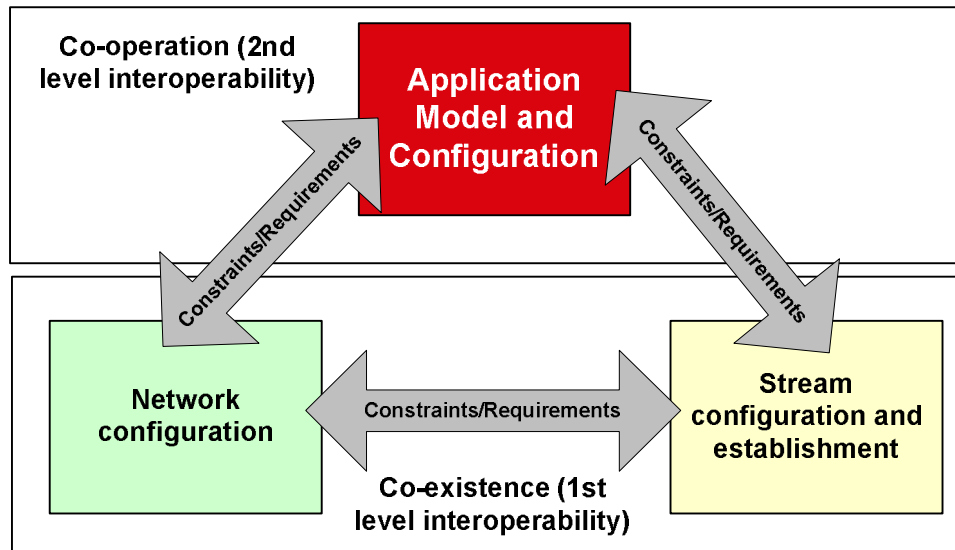 Co-operation (2nd
level interoperability)
Application
Model and
Configuration
Constraints/Requirements
Constraints/Requirements
Network
configuration
Constraints/Requirements
Stream
configuration and
establishment
Co-existence (1st
level interoperability)